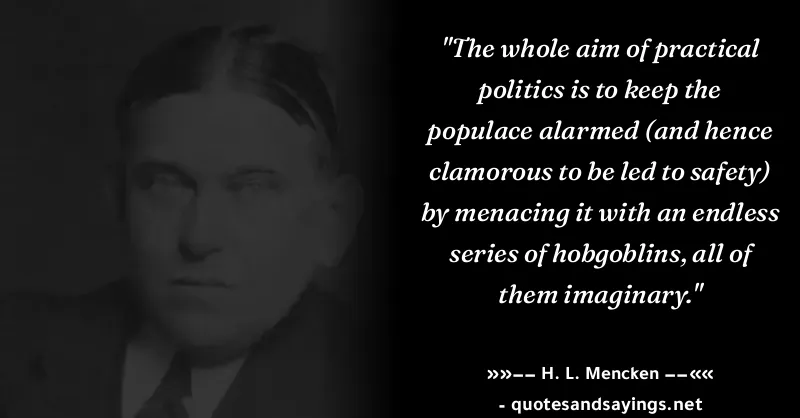 "The whole aim of practical
politics is to keep the
populace alarmed (and hence
clamorous to be led to safety)
by menacing it with an endless
series of hobgoblins, all of
them imaginary."
»»–– H. L. Mencken ––««
- quotesandsayings.net